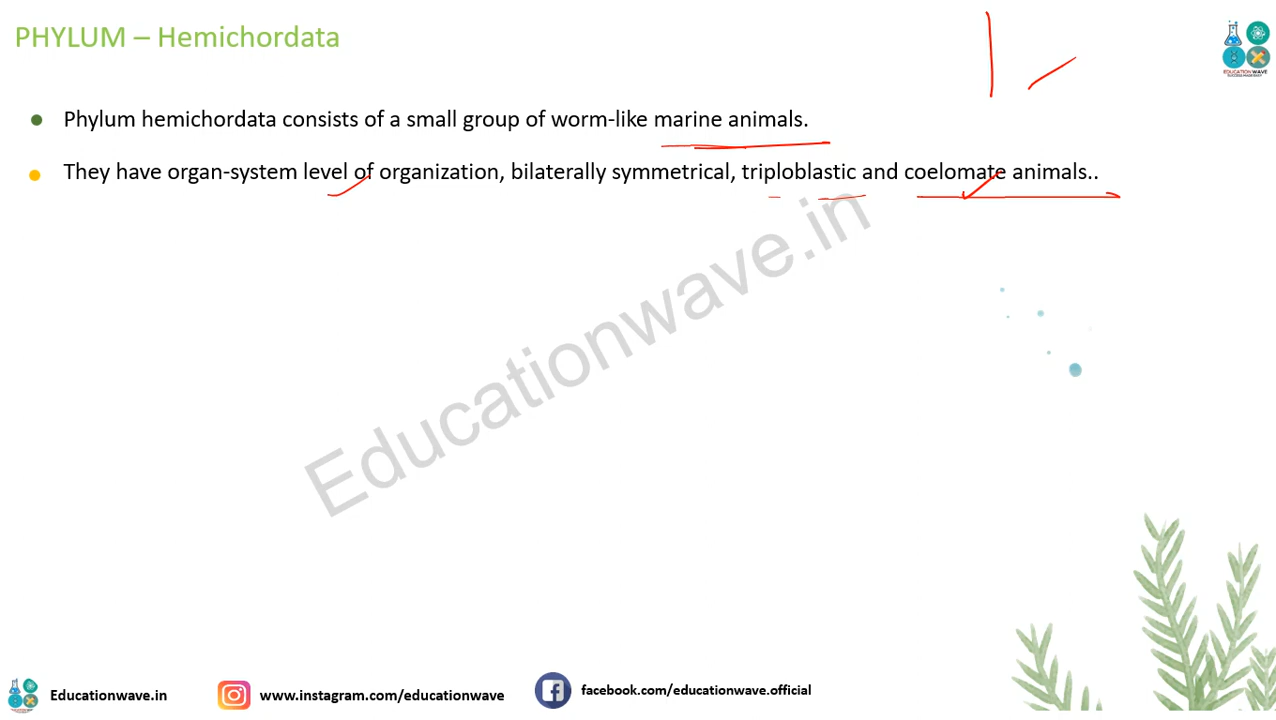 PHYLUM – Hemichordata
EDUCATION WAVE
Phylum hemichordata consists of a small group of worm-like marine animals.
They have organ-system level of organization, bilaterally symmetrical, triploblastic and coelomate animals..
Educationwave.in
Educationwave.in
www.instagram.com/educationwave
facebook.com/educationwave.official